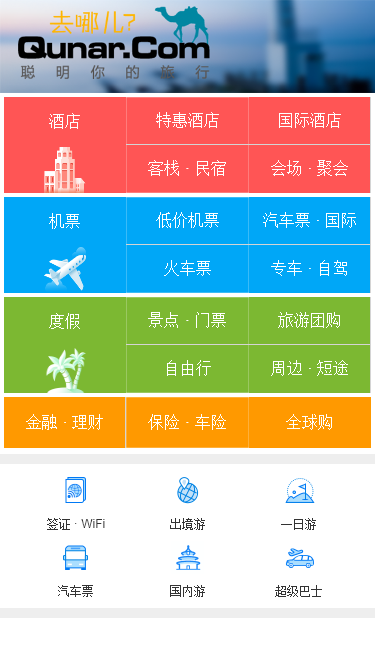 去哪儿?
Qunar.Com
聪明你的旅行
酒店
特惠酒店
国际酒店
客栈 · 民宿
会场 · 聚会
机票
低价机票
汽车票 · 国际
火车票
专车 · 自驾
度假
景点 · 门票
旅游团购
自由行
周边 · 短途
金融 · 理财
保险 · 车险
全球购
签证 · WiFi
出境游
一日游
汽车票
国内游
超级巴士